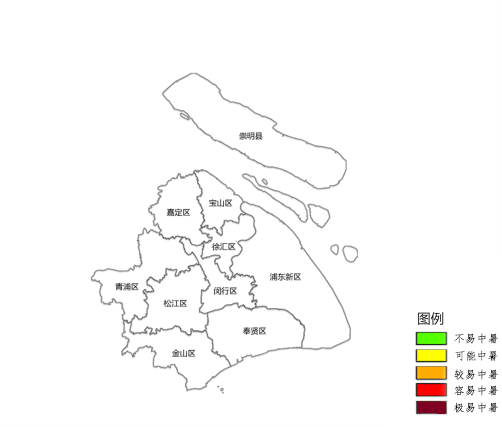 崇明县
宝山区
嘉定区
徐汇区
浦东新区
青浦区
闵行区
松江区
奉贤区
金山区
图例
不易中暑
可能中暑
较易中暑
容易中暑
极易中暑